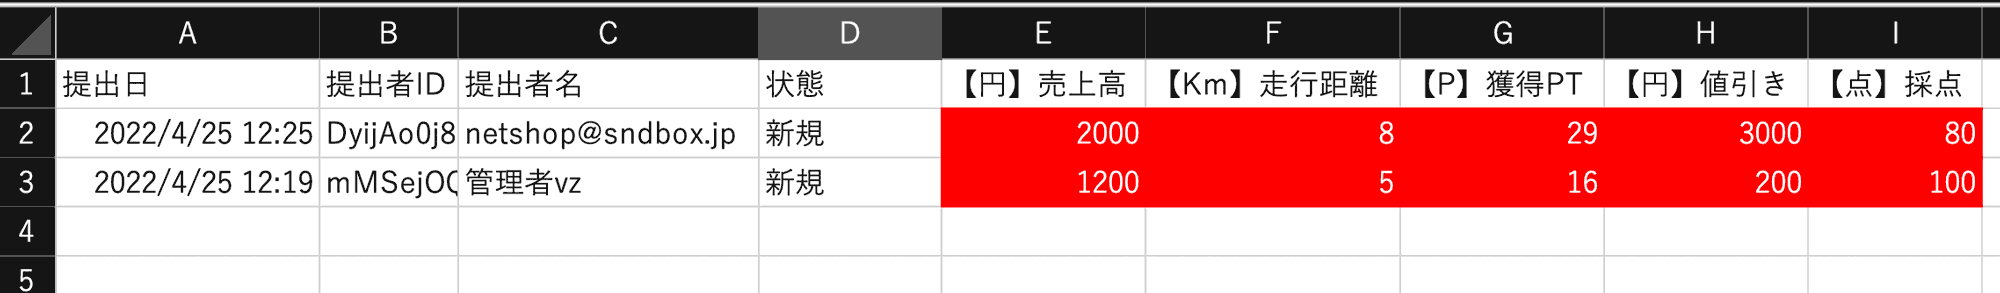 A B C D E F G H I
1 提出日 提出者ID 提出者名 状態 【円】売上高 【Km】走行距離 【P】獲得PT 【円】値引き 【点】採点
2 2022/4/25 12:25 DyijAo0j8 netshop@sndbox.jp 新規 2000 8 29 3000 80
3 2022/4/25 12:19 mMSejO 管理者vz 新規 1200 5 16 200 100
4
5